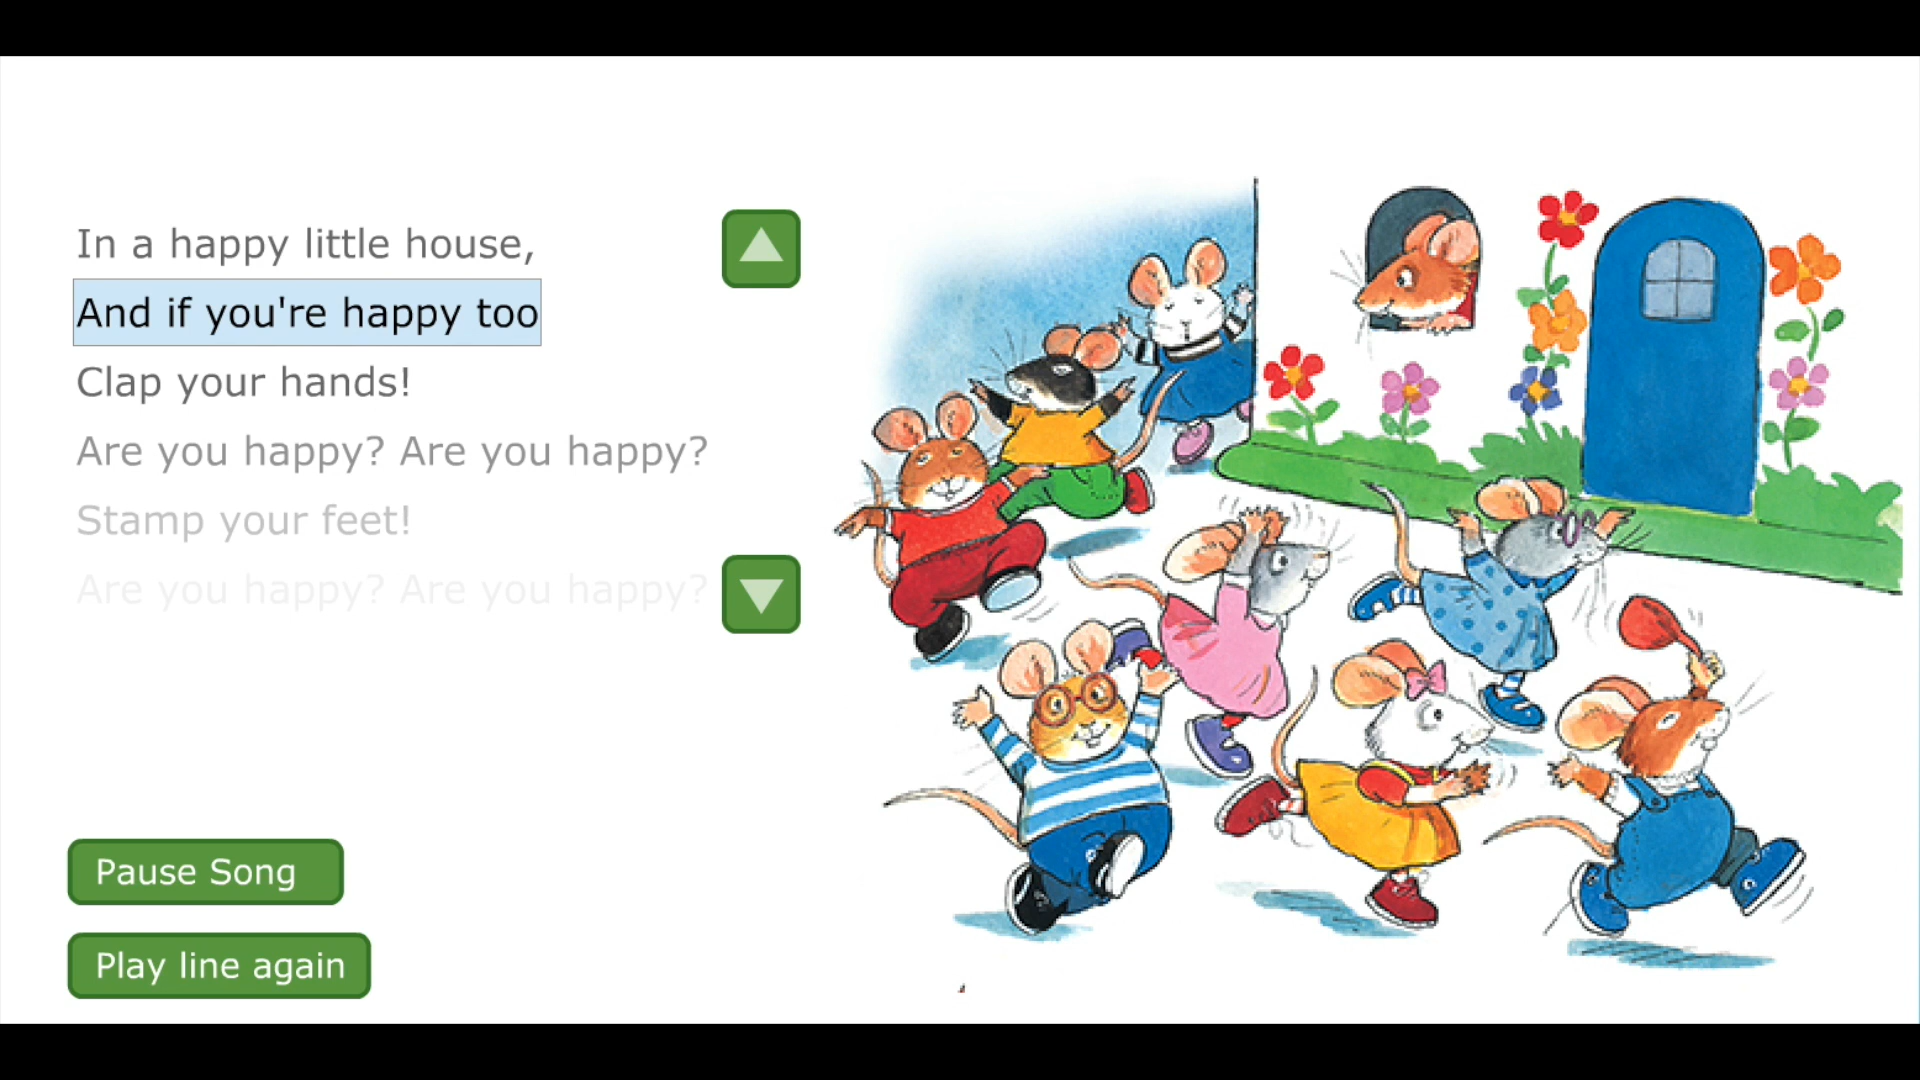 In a happy little house,
And if you're happy too
Clap your hands!
Are you happy? Are you happy?
Stamp your feet!
Are you happy? Are you happy?
Pause Song
Play line again